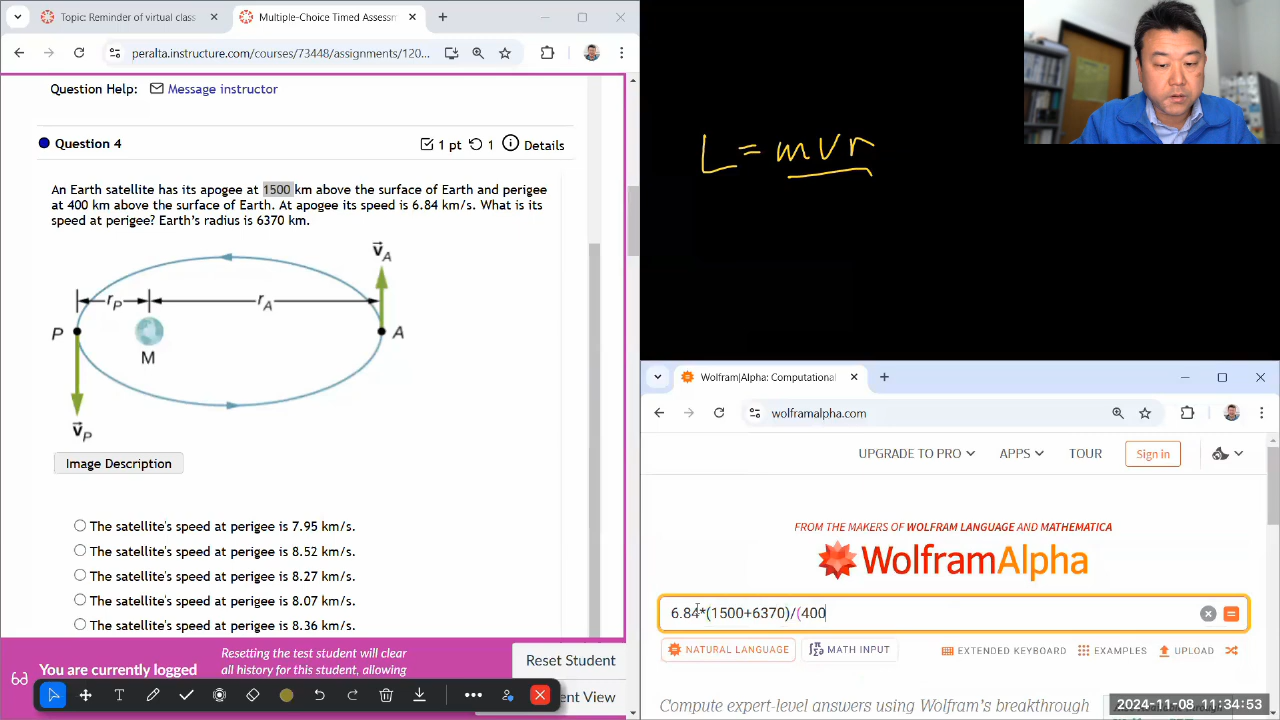 Topic: Reminder of virtual class
Multiple-Choice Timed Assessm
peralta.instructure.com/courses/73448/assignments/120...
Question Help: Message instructor
Question 4
1 pt 1 Details
An Earth satellite has its apogee at 1500 km above the surface of Earth and perigee
at 400 km above the surface of Earth. At apogee its speed is 6.84 km/s. What is its
speed at perigee? Earth's radius is 6370 km.
v_A
r_P
r_A
P
A
M
v_P
Image Description
The satellite's speed at perigee is 7.95 km/s.
The satellite's speed at perigee is 8.52 km/s.
The satellite's speed at perigee is 8.27 km/s.
The satellite's speed at perigee is 8.07 km/s.
The satellite's speed at perigee is 8.36 km/s.
You are currently logged
Resetting the test student will clear
all history for this student, allowing
Reset Student
ent View
L = mvr
Wolfram|Alpha: Computational
wolframalpha.com
UPGRADE TO PRO
APPS
TOUR
Sign in
FROM THE MAKERS OF WOLFRAM LANGUAGE AND MATHEMATICA
WolframAlpha
6.84*(1500+6370)/(400
NATURAL LANGUAGE
MATH INPUT
EXTENDED KEYBOARD
EXAMPLES
UPLOAD
Compute expert-level answers using Wolfram's breakthrough
2024-11-08 11:34:53